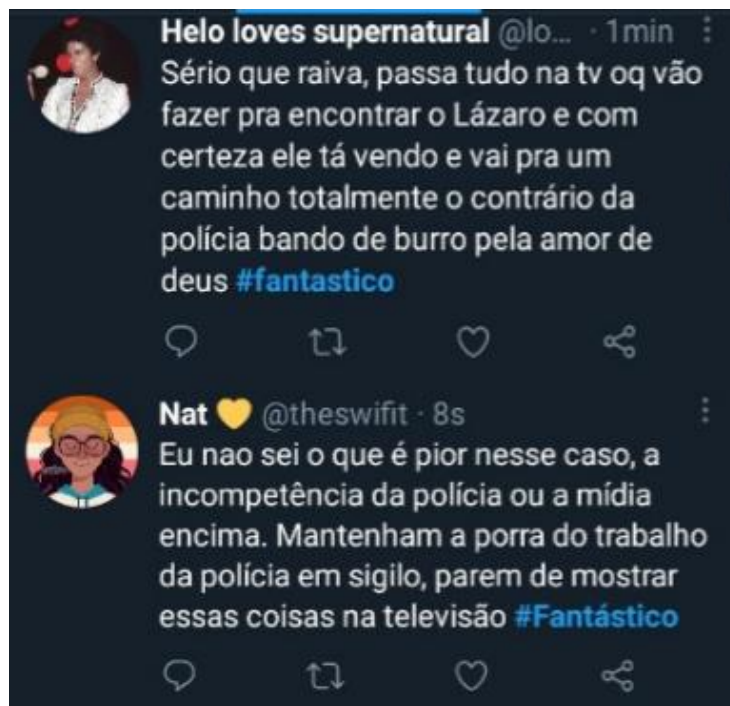 Helo loves supernatural @lo... · 1min
Sério que raiva, passa tudo na tv oq vão
fazer pra encontrar o Lázaro e com
certeza ele tá vendo e vai pra um
caminho totalmente o contrário da
polícia bando de burro pela amor de
deus #fantastico
Nat 💛 @theswifit · 8s
Eu nao sei o que é pior nesse caso, a
incompetência da polícia ou a mídia
encima. Mantenham a porra do trabalho
da polícia em sigilo, parem de mostrar
essas coisas na televisão #Fantástico